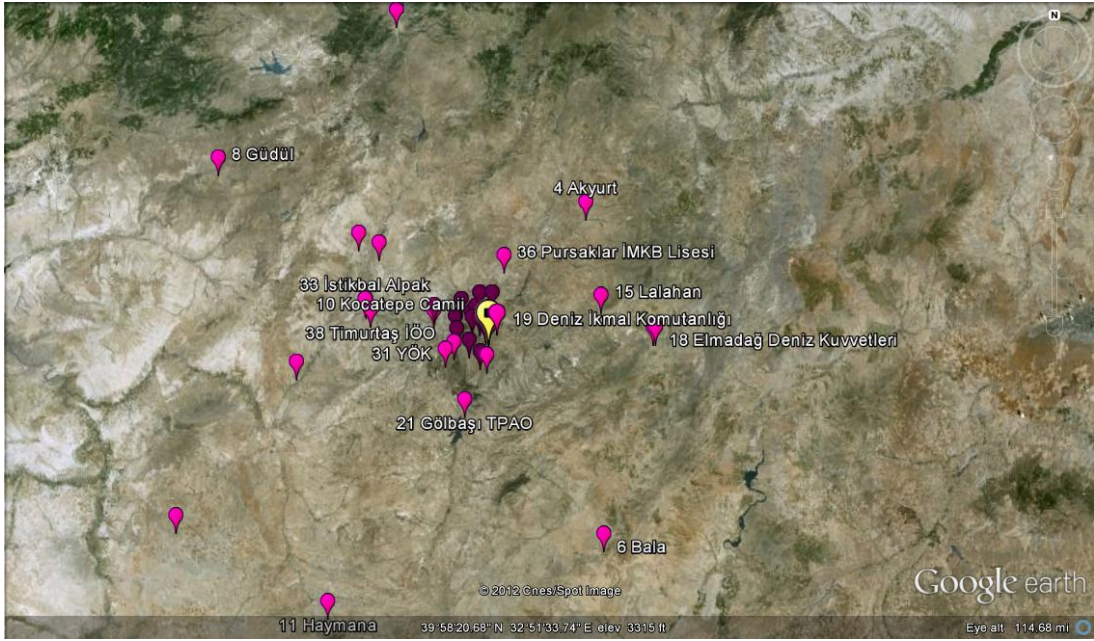 N
8 Güdül
4 Akyurt
36 Pursaklar İMKB Lisesi
33 İstikbal Alpak
15 Lalahan
10 Kocatepe Camii
19 Deniz İkmal Komutanlığı
38 Timurtaş İÖO
18 Elmadağ Deniz Kuvvetleri
31 YÖK
21 Gölbaşı TPAO
6 Bala
© 2012 Cnes/Spot Image
Google earth
11 Haymana
39°58'20.68" N 32°51'33.74" E elev 3315 ft
Eye alt 114.68 mi